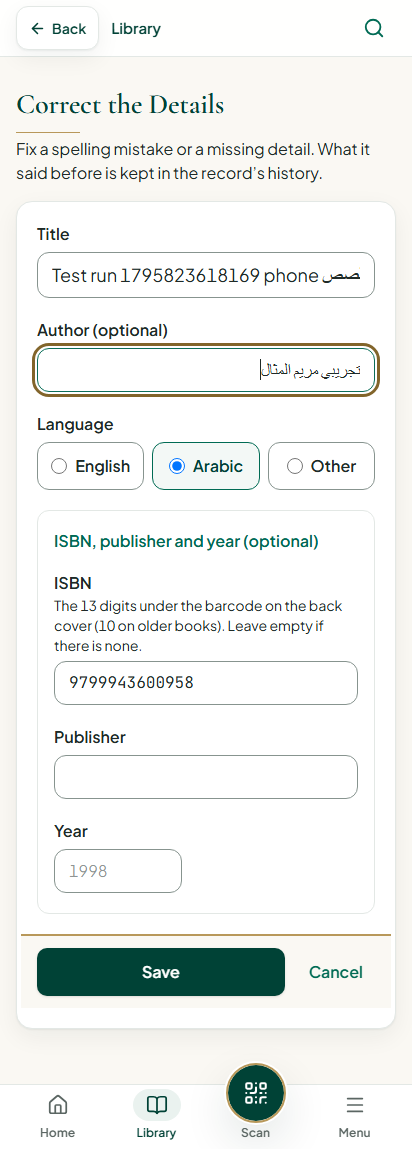 Back
Library
Correct the Details
Fix a spelling mistake or a missing detail. What it
said before is kept in the record's history.
Title
Test run 1795823618169 phone صصص
Author (optional)
تجريبي مريم المثال
Language
English
Arabic
Other
ISBN, publisher and year (optional)
ISBN
The 13 digits under the barcode on the back
cover (10 on older books). Leave empty if
there is none.
9799943600958
Publisher
Year
1998
Save
Cancel
Home
Library
Scan
Menu